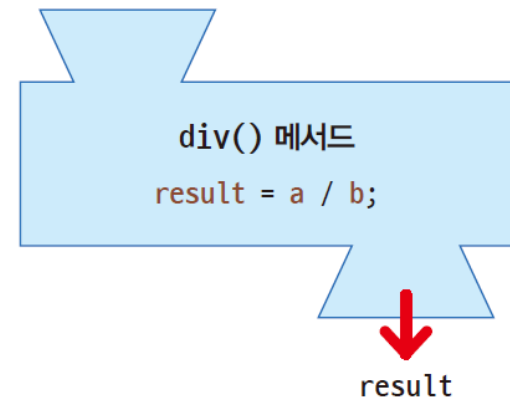 div() 메서드
result = a / b;
result